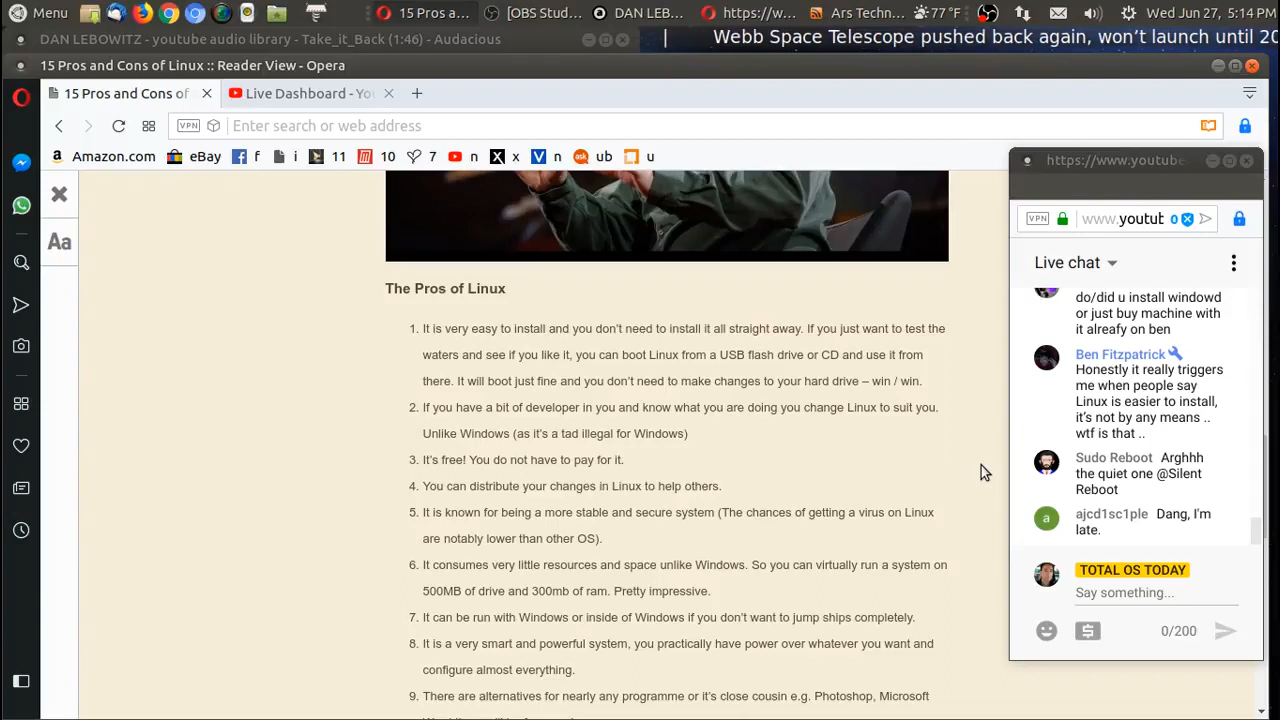 Menu
15 Pros a...
[OBS Stud...
DAN LEB...
https://w...
Ars Techn...
77 °F
Wed Jun 27, 5:14 PM
DAN LEBOWITZ - youtube audio library - Take_it_Back (1:46) - Audacious
| Webb Space Telescope pushed back again, won't launch until 20
15 Pros and Cons of Linux :: Reader View - Opera
15 Pros and Cons of
Live Dashboard - You
VPN
Enter search or web address
Amazon.com
eBay
f
i
11
10
7
n
x
n
ub
u
Aa
The Pros of Linux
1. It is very easy to install and you don't need to install it all straight away. If you just want to test the
waters and see if you like it, you can boot Linux from a USB flash drive or CD and use it from
there. It will boot just fine and you don't need to make changes to your hard drive – win / win.
2. If you have a bit of developer in you and know what you are doing you change Linux to suit you.
Unlike Windows (as it's a tad illegal for Windows)
3. It's free! You do not have to pay for it.
4. You can distribute your changes in Linux to help others.
5. It is known for being a more stable and secure system (The chances of getting a virus on Linux
are notably lower than other OS).
6. It consumes very little resources and space unlike Windows. So you can virtually run a system on
500MB of drive and 300mb of ram. Pretty impressive.
7. It can be run with Windows or inside of Windows if you don't want to jump ships completely.
8. It is a very smart and powerful system, you practically have power over whatever you want and
configure almost everything.
9. There are alternatives for nearly any programme or it's close cousin e.g. Photoshop, Microsoft
https://www.youtube
VPN
www.youtut
0
Live chat
do/did u install windowd
or just buy machine with
it alreafy on ben
Ben Fitzpatrick
Honestly it really triggers
me when people say
Linux is easier to install,
it's not by any means ..
wtf is that ..
Sudo Reboot Arghhh
the quiet one @Silent
Reboot
ajcd1sc1ple Dang, I'm
late.
TOTAL OS TODAY
Say something...
0/200